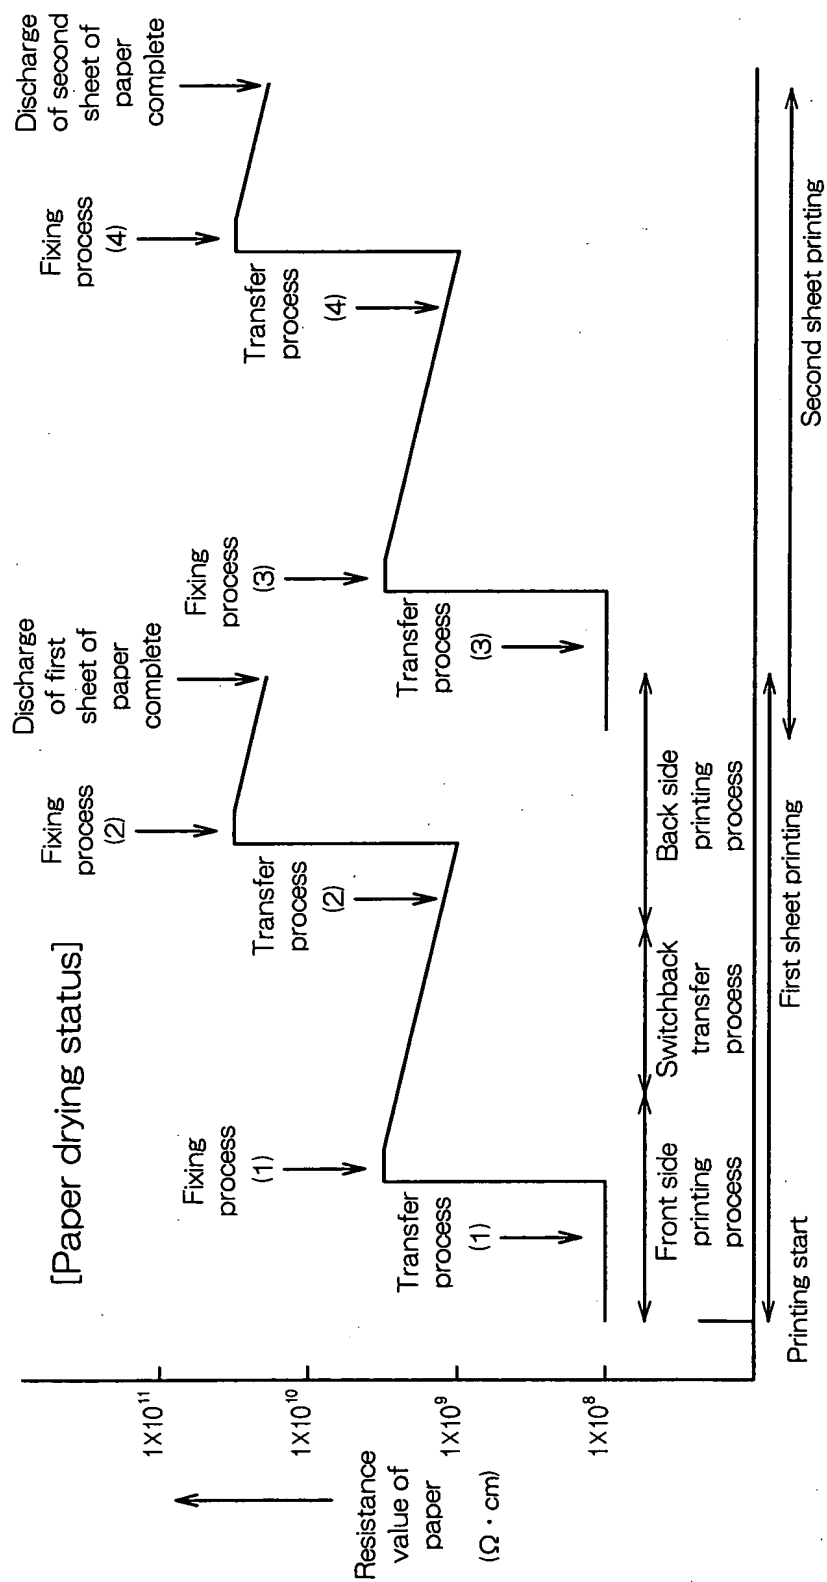 [Paper drying status]
Discharge
of first
sheet of
paper
complete
Discharge
of second
sheet of
paper
complete
Fixing
process
(1)
Fixing
process
(2)
Fixing
process
(3)
Fixing
process
(4)
Transfer
process
(1)
Transfer
process
(2)
Transfer
process
(3)
Transfer
process
(4)
1X10¹¹
1X10¹⁰
1X10⁹
1X10⁸
Resistance
value of
paper
(Ω・cm)
Front side
printing
process
Switchback
transfer
process
Back side
printing
process
Printing start
First sheet printing
Second sheet printing